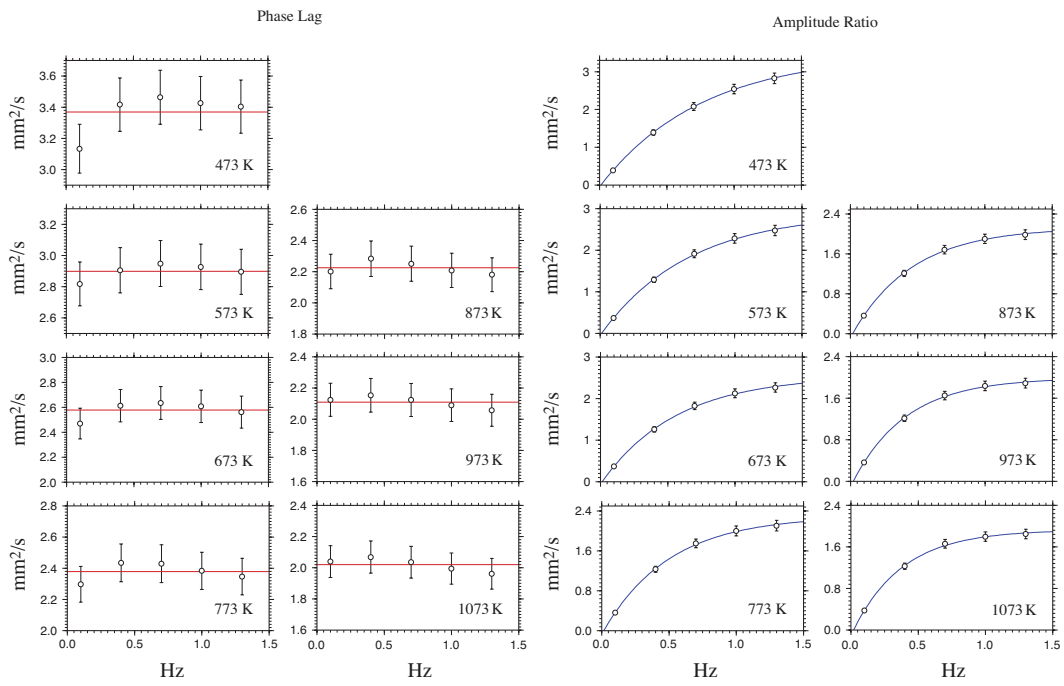 Phase Lag
Amplitude Ratio
3.6
3.4
3.2
3.0
mm²/s
473 K
3
2
1
0
mm²/s
473 K
3.2
3.0
2.8
2.6
mm²/s
573 K
2.6
2.4
2.2
2.0
1.8
873 K
3
2
1
0
mm²/s
573 K
2.4
1.6
0.8
0.0
873 K
3.0
2.8
2.6
2.4
2.2
2.0
mm²/s
673 K
2.4
2.2
2.0
1.8
1.6
973 K
3
2
1
0
mm²/s
673 K
2.4
1.6
0.8
0.0
973 K
2.8
2.6
2.4
2.2
2.0
mm²/s
773 K
0.0 0.5 1.0 1.5
Hz
2.4
2.2
2.0
1.8
1.6
1073 K
0.0 0.5 1.0 1.5
Hz
2.4
1.6
0.8
0.0
mm²/s
773 K
0.0 0.5 1.0 1.5
Hz
2.4
1.6
0.8
0.0
1073 K
0.0 0.5 1.0 1.5
Hz